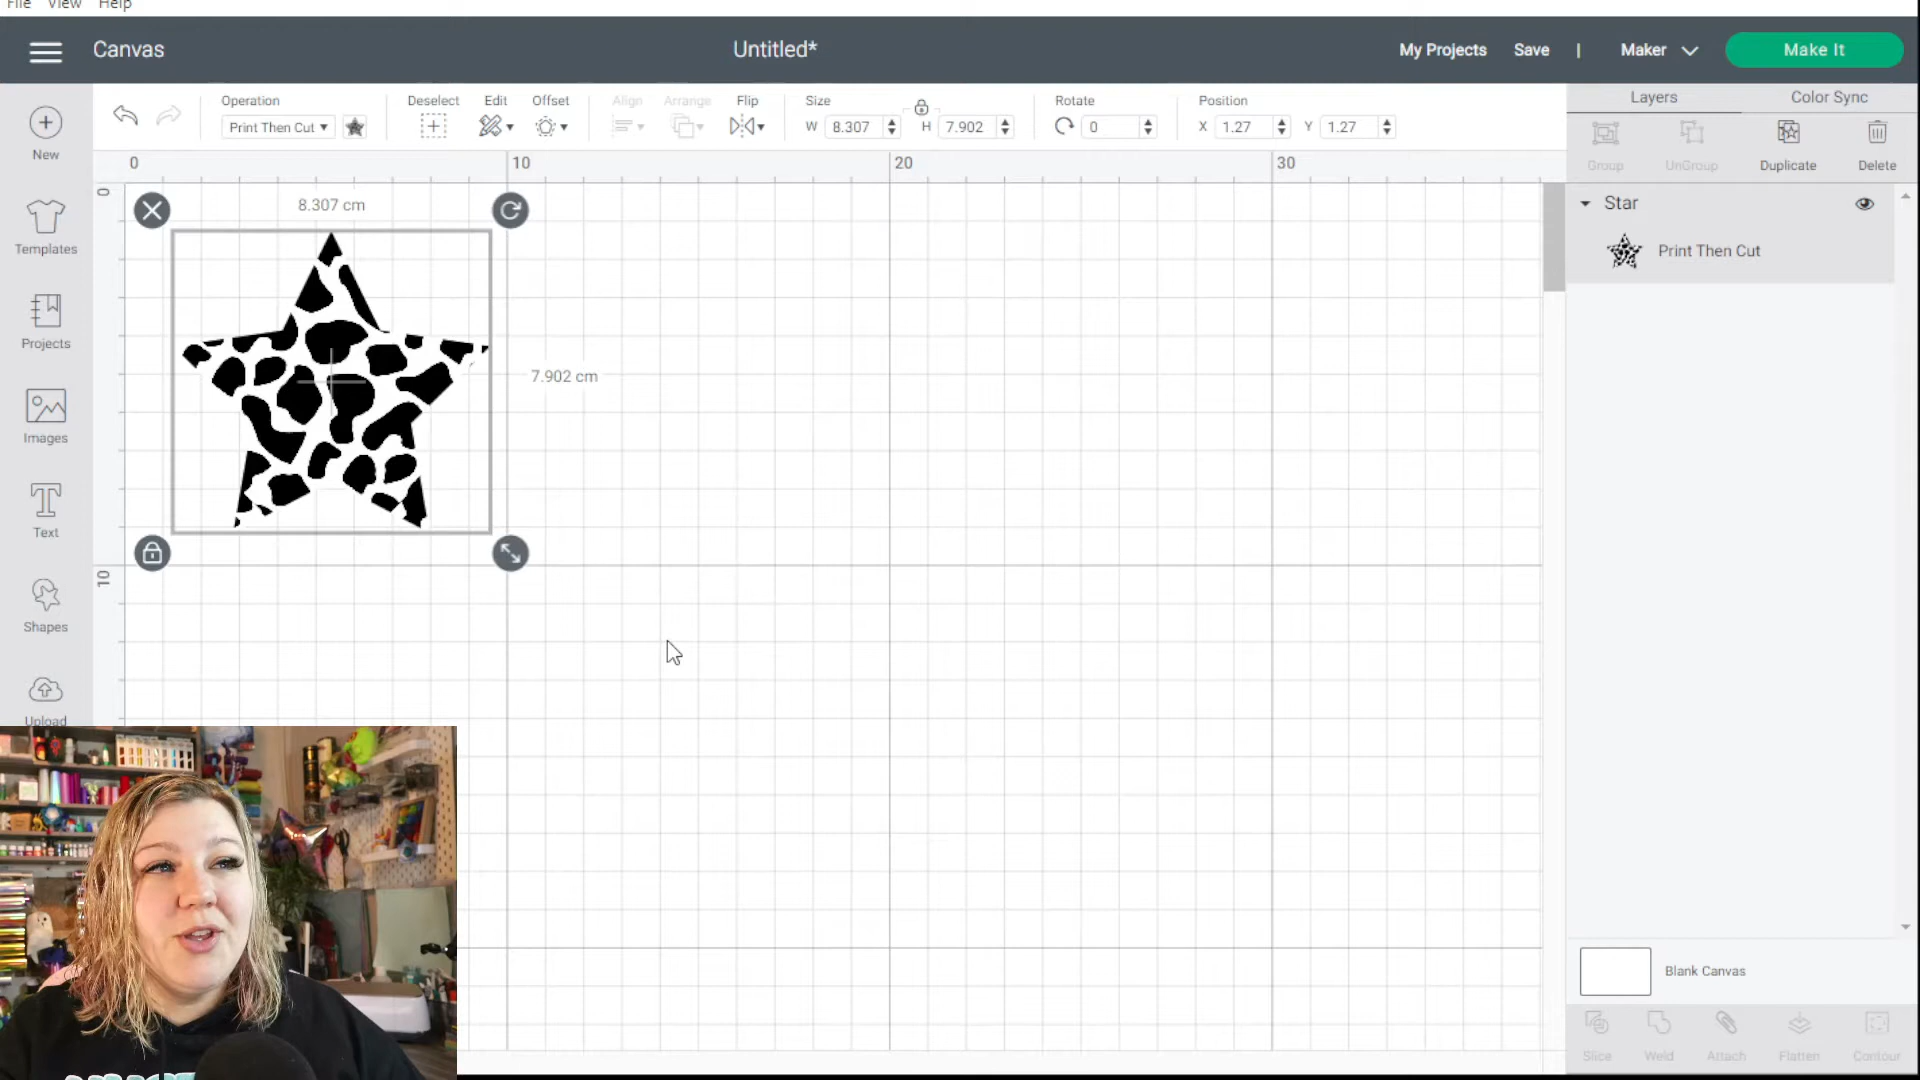 File View Help
Canvas
Untitled*
My Projects Save | Maker Make It
Operation
Print Then Cut
Deselect Edit Offset Align Arrange Flip
Size
W 8.307 H 7.902
Rotate
0
Position
X 1.27 Y 1.27
Layers Color Sync
Group UnGroup Duplicate Delete
New
Templates
Projects
Images
Text
Shapes
Upload
0 10 20 30
0
10
8.307 cm
7.902 cm
Star
Print Then Cut
Blank Canvas
Slice Weld Attach Flatten Contour